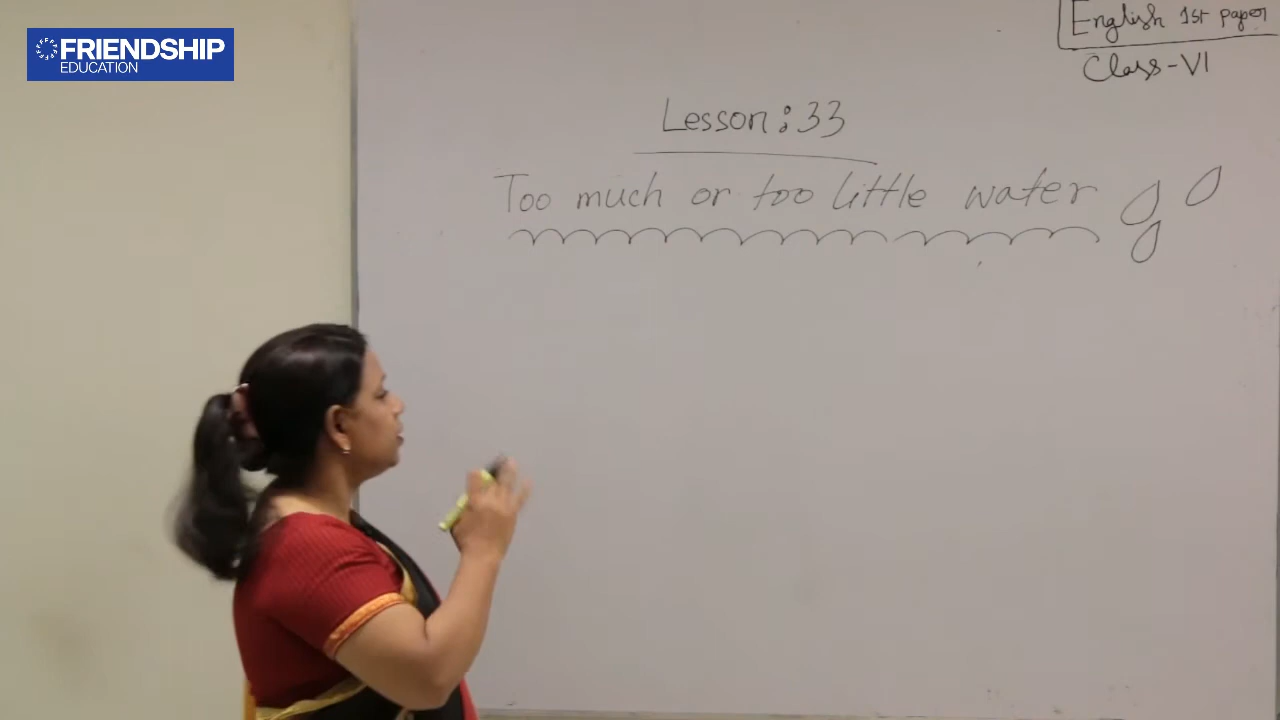 FRIENDSHIP
EDUCATION
English 1st paper
Class-VI
Lesson: 33
Too much or too little water